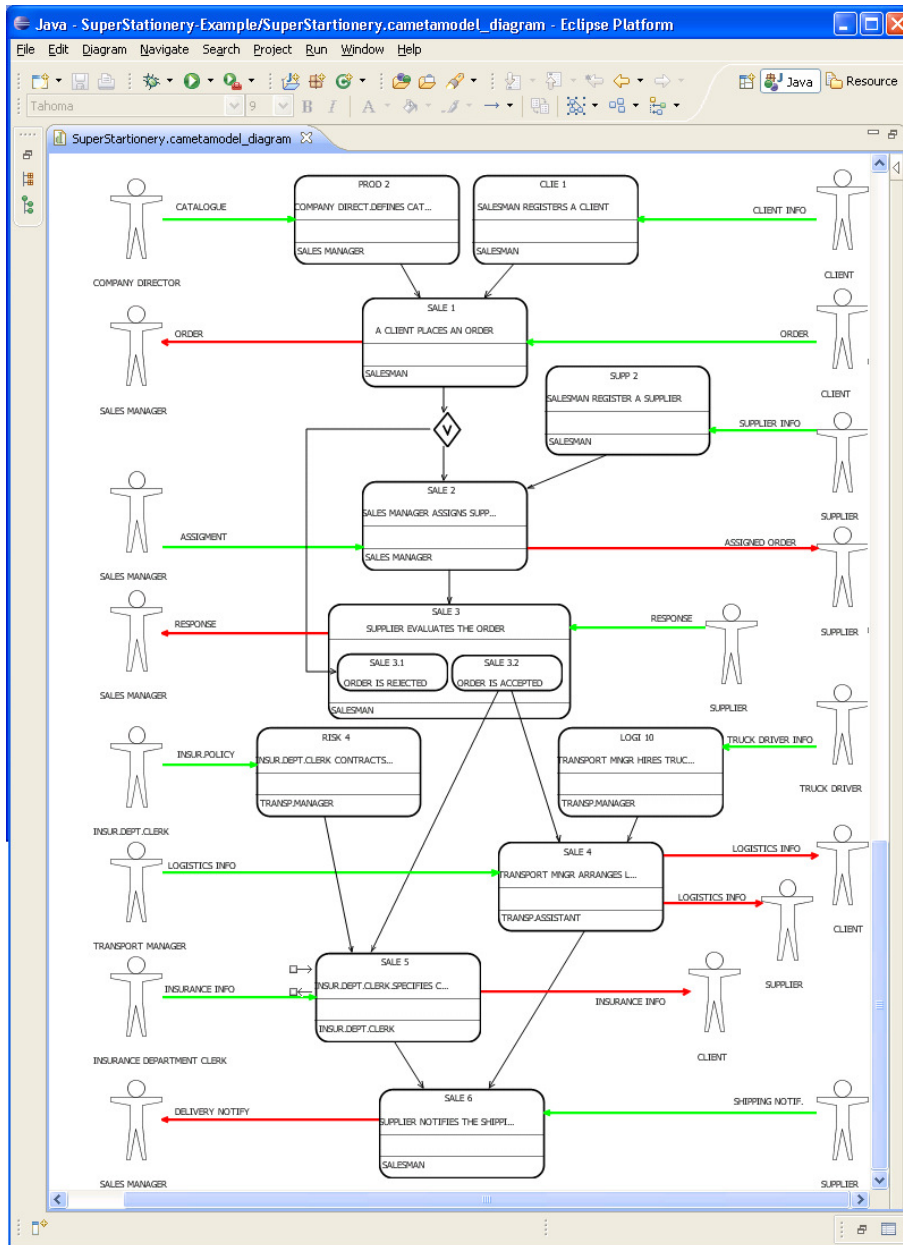 Java - SuperStationery-Example/SuperStartionery.cametamodel_diagram - Eclipse Platform
File Edit Diagram Navigate Search Project Run Window Help
Java Resource
Tahoma 9 B I A
SuperStartionery.cametamodel_diagram
PROD 2 CLIE 1
CATALOGUE COMPANY DIRECT.DEFINES CAT... SALESMAN REGISTERS A CLIENT CLIENT INFO
SALES MANAGER SALESMAN
COMPANY DIRECTOR CLIENT
SALE 1
ORDER A CLIENT PLACES AN ORDER ORDER
SALESMAN
SALES MANAGER CLIENT
SUPP 2
SALESMAN REGISTER A SUPPLIER
SUPPLIER INFO
V SALESMAN
SUPPLIER
SALE 2
SALES MANAGER ASSIGNS SUPP...
ASSIGMENT ASSIGNED ORDER
SALES MANAGER
SALES MANAGER SUPPLIER
SALE 3
RESPONSE SUPPLIER EVALUATES THE ORDER RESPONSE
SALE 3.1 SALE 3.2
ORDER IS REJECTED ORDER IS ACCEPTED
SALESMAN
SALES MANAGER SUPPLIER
RISK 4 LOGI 10
INSUR.POLICY INSUR.DEPT.CLERK CONTRACTS... TRANSPORT MNGR HIRES TRUC... TRUCK DRIVER INFO
TRANSP.MANAGER TRANSP.MANAGER
INSUR.DEPT.CLERK TRUCK DRIVER
SALE 4
LOGISTICS INFO TRANSPORT MNGR ARRANGES L... LOGISTICS INFO
LOGISTICS INFO
TRANSP.ASSISTANT
TRANSPORT MANAGER CLIENT
SUPPLIER
SALE 5
INSURANCE INFO INSUR.DEPT.CLERK.SPECIFIES C... INSURANCE INFO
INSUR.DEPT.CLERK
INSURANCE DEPARTMENT CLERK CLIENT
SALE 6
DELIVERY NOTIFY SUPPLIER NOTIFIES THE SHIPPI... SHIPPING NOTIF.
SALESMAN
SALES MANAGER SUPPLIER